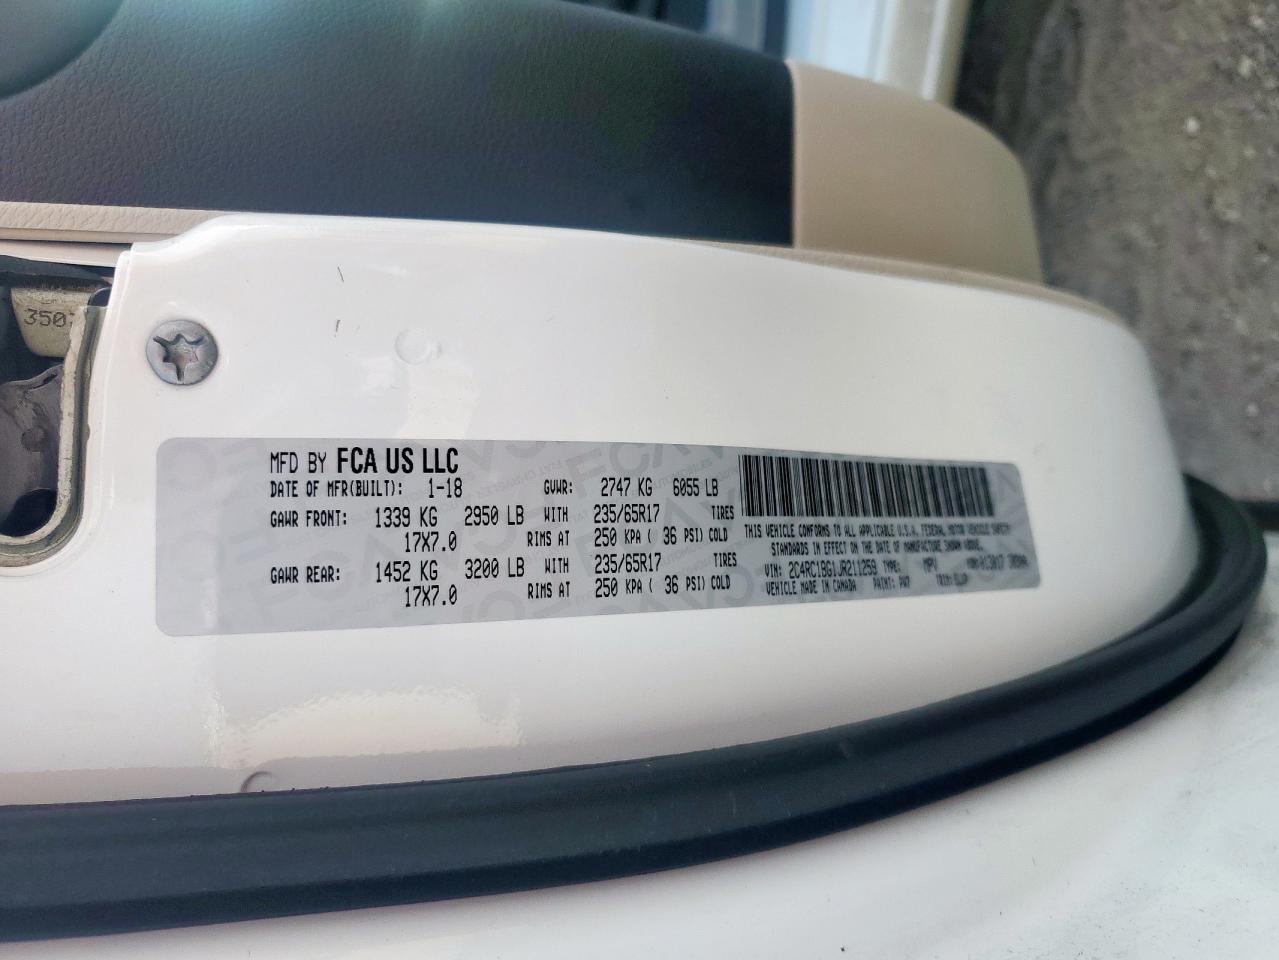 350
MFD BY FCA US LLC
DATE OF MFR(BUILT): 1-18 GVWR: 2747 KG 6055 LB
GAWR FRONT: 1339 KG 2950 LB WITH 235/65R17 TIRES
17X7.0 RIMS AT 250 KPA ( 36 PSI) COLD
GAWR REAR: 1452 KG 3200 LB WITH 235/65R17 TIRES
17X7.0 RIMS AT 250 KPA ( 36 PSI) COLD
THIS VEHICLE CONFORMS TO ALL APPLICABLE U.S.A. FEDERAL MOTOR VEHICLE SAFETY
STANDARDS IN EFFECT ON THE DATE OF MANUFACTURE SHOWN ABOVE.
VIN: 2C4RC1BG1JR211259 TYPE: MPV
VEHICLE MADE IN CANADA PAINT: PW7 TRIM: